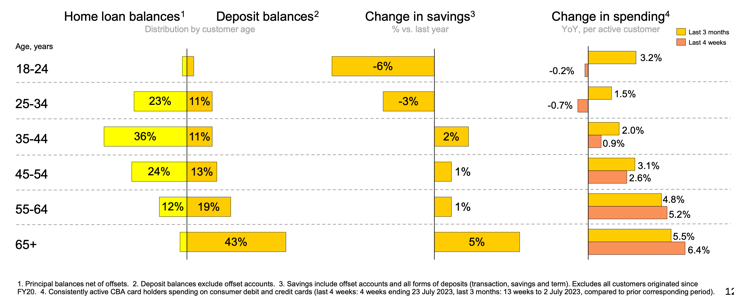 Home loan balances1 Deposit balances2 Change in savings3 Change in spending4
Distribution by customer age % vs. last year YoY, per active customer
Last 3 months
Last 4 weeks
Age, years
18-24 -6% 3.2% -0.2%
25-34 23% 11% -3% 1.5% -0.7%
35-44 36% 11% 2% 2.0% 0.9%
45-54 24% 13% 1% 3.1% 2.6%
55-64 12% 19% 1% 4.8% 5.2%
65+ 43% 5% 5.5% 6.4%
1. Principal balances net of offsets. 2. Deposit balances exclude offset accounts. 3. Savings include offset accounts and all forms of deposits (transaction, savings and term). Excludes all customers originated since
FY20. 4. Consistently active CBA card holders spending on consumer debit and credit cards (last 4 weeks: 4 weeks ending 23 July 2023, last 3 months: 13 weeks to 2 July 2023, compared to prior corresponding period).
12